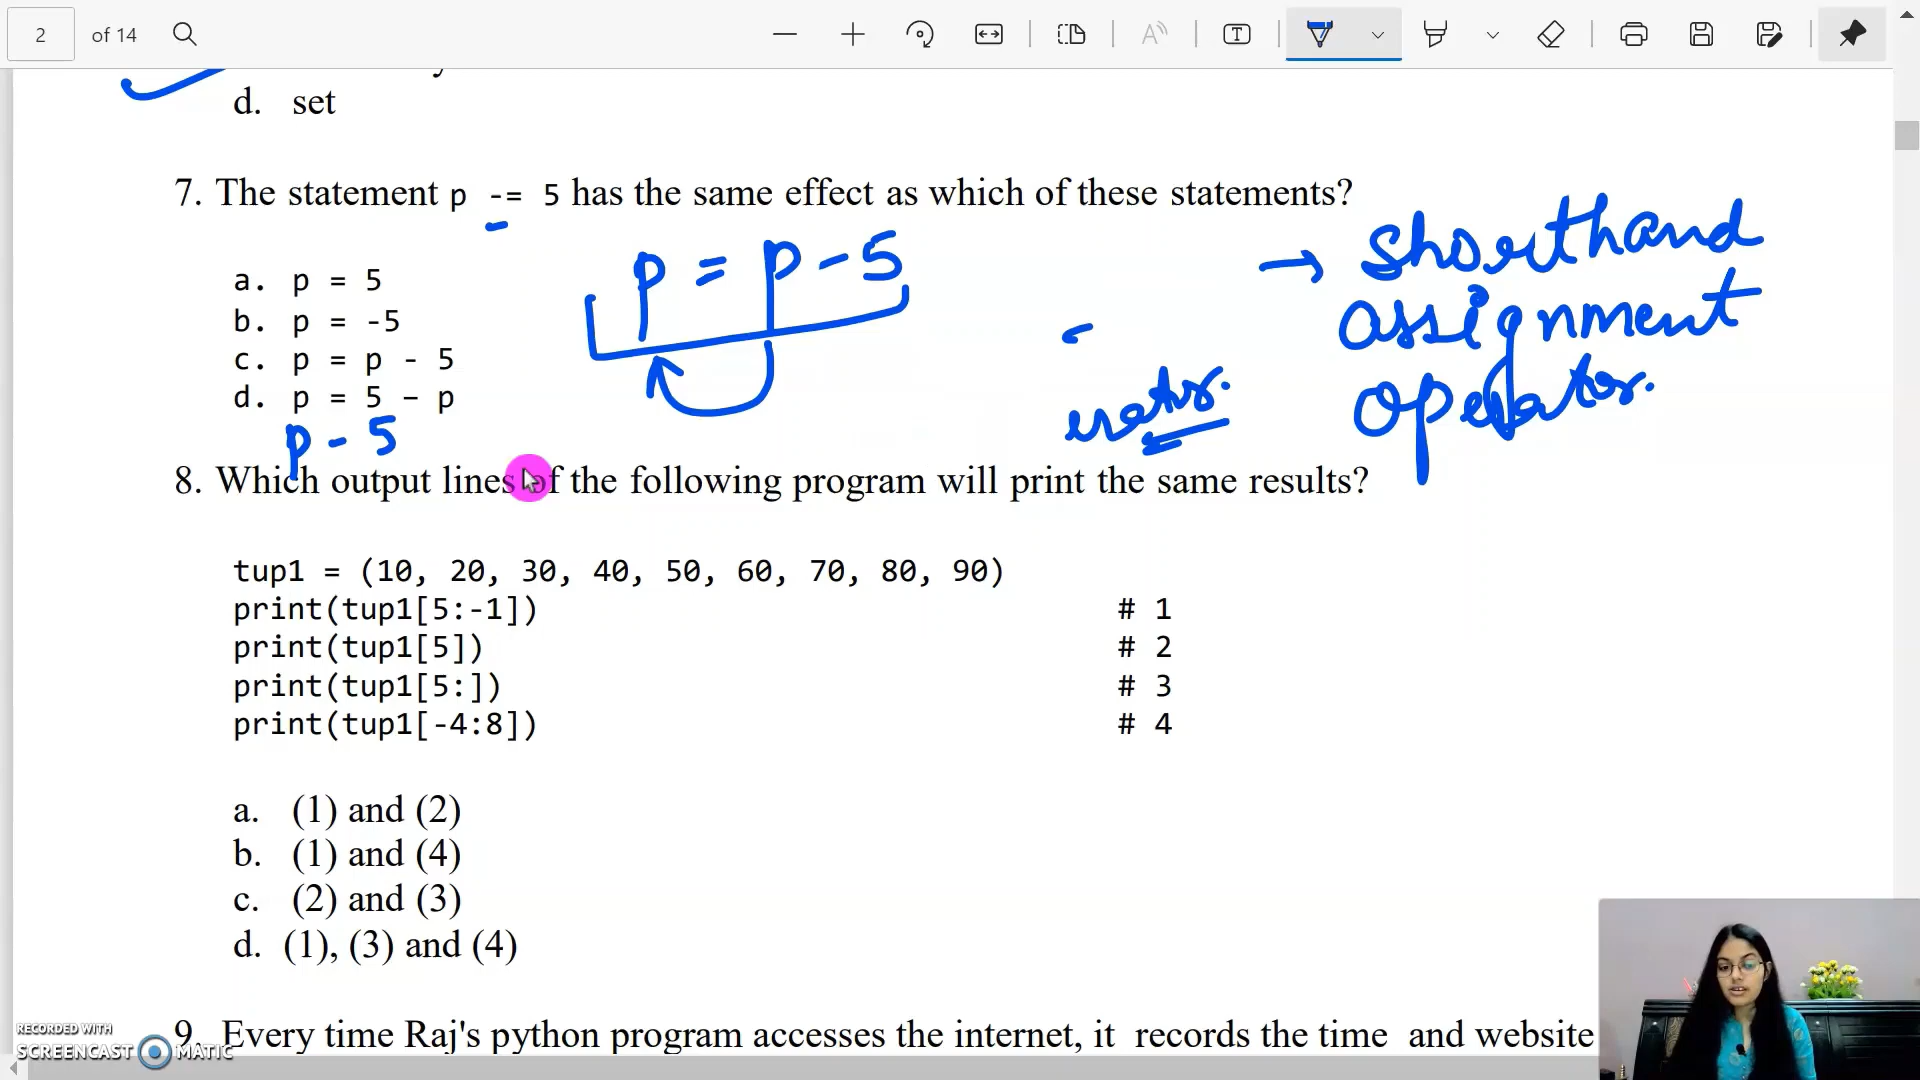 2 of 14
d. set
7. The statement p -= 5 has the same effect as which of these statements?
a. p = 5
b. p = -5
c. p = p - 5
d. p = 5 – p
p - 5
p = p - 5
→ Shorthand
assignment
operator.
8. Which output lines of the following program will print the same results?
tup1 = (10, 20, 30, 40, 50, 60, 70, 80, 90)
print(tup1[5:-1]) # 1
print(tup1[5]) # 2
print(tup1[5:]) # 3
print(tup1[-4:8]) # 4
a. (1) and (2)
b. (1) and (4)
c. (2) and (3)
d. (1), (3) and (4)
9. Every time Raj's python program accesses the internet, it records the time and website
RECORDED WITH
SCREENCAST MATIC